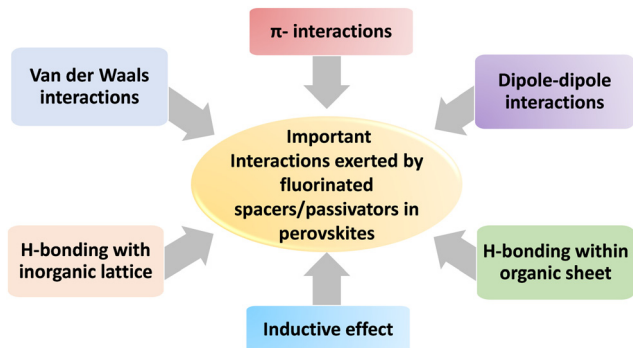 π- interactions
Van der Waals
interactions
Dipole-dipole
interactions
Important
Interactions exerted by
fluorinated
spacers/passivators in
perovskites
H-bonding with
inorganic lattice
H-bonding within
organic sheet
Inductive effect